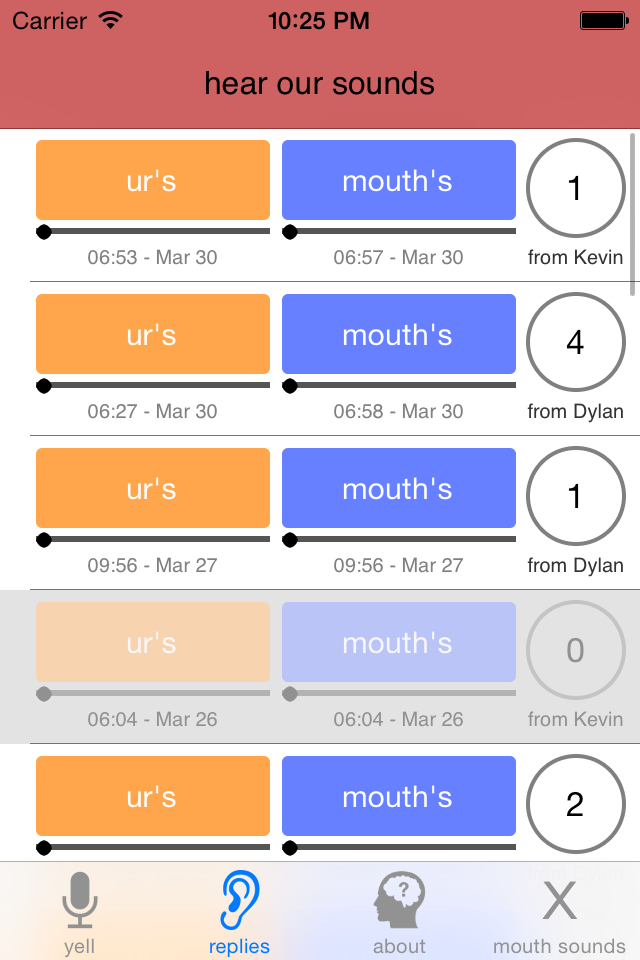 Carrier 10:25 PM
hear our sounds
ur's mouth's 1
06:53 - Mar 30 06:57 - Mar 30 from Kevin
ur's mouth's 4
06:27 - Mar 30 06:58 - Mar 30 from Dylan
ur's mouth's 1
09:56 - Mar 27 09:56 - Mar 27 from Dylan
ur's mouth's 0
06:04 - Mar 26 06:04 - Mar 26 from Kevin
ur's mouth's 2
from Dylan
?
X
yell replies about mouth sounds